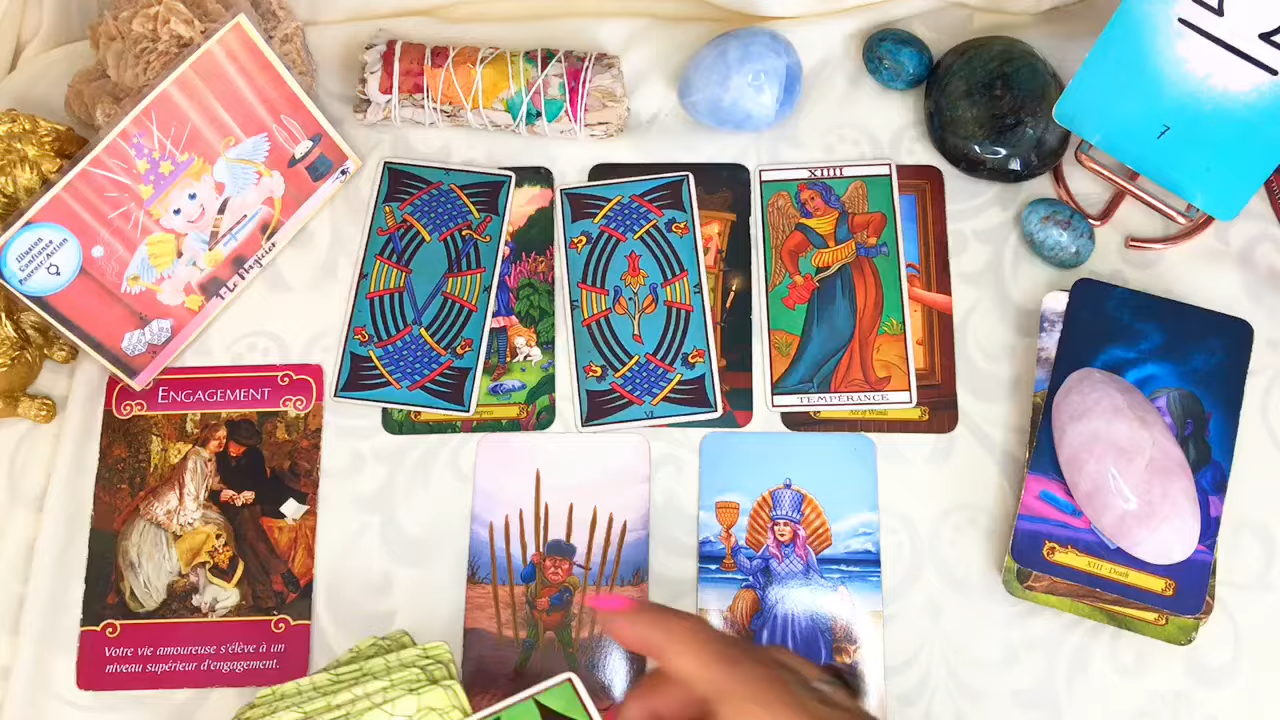 Illusion
Confiance
Pouvoir/Action
1-Le Magicien
7
X
VI
XIIII
TEMPÉRANCE
Ace of Wands
ENGAGEMENT
Votre vie amoureuse s'élève à un
niveau supérieur d'engagement.
XIII - Death